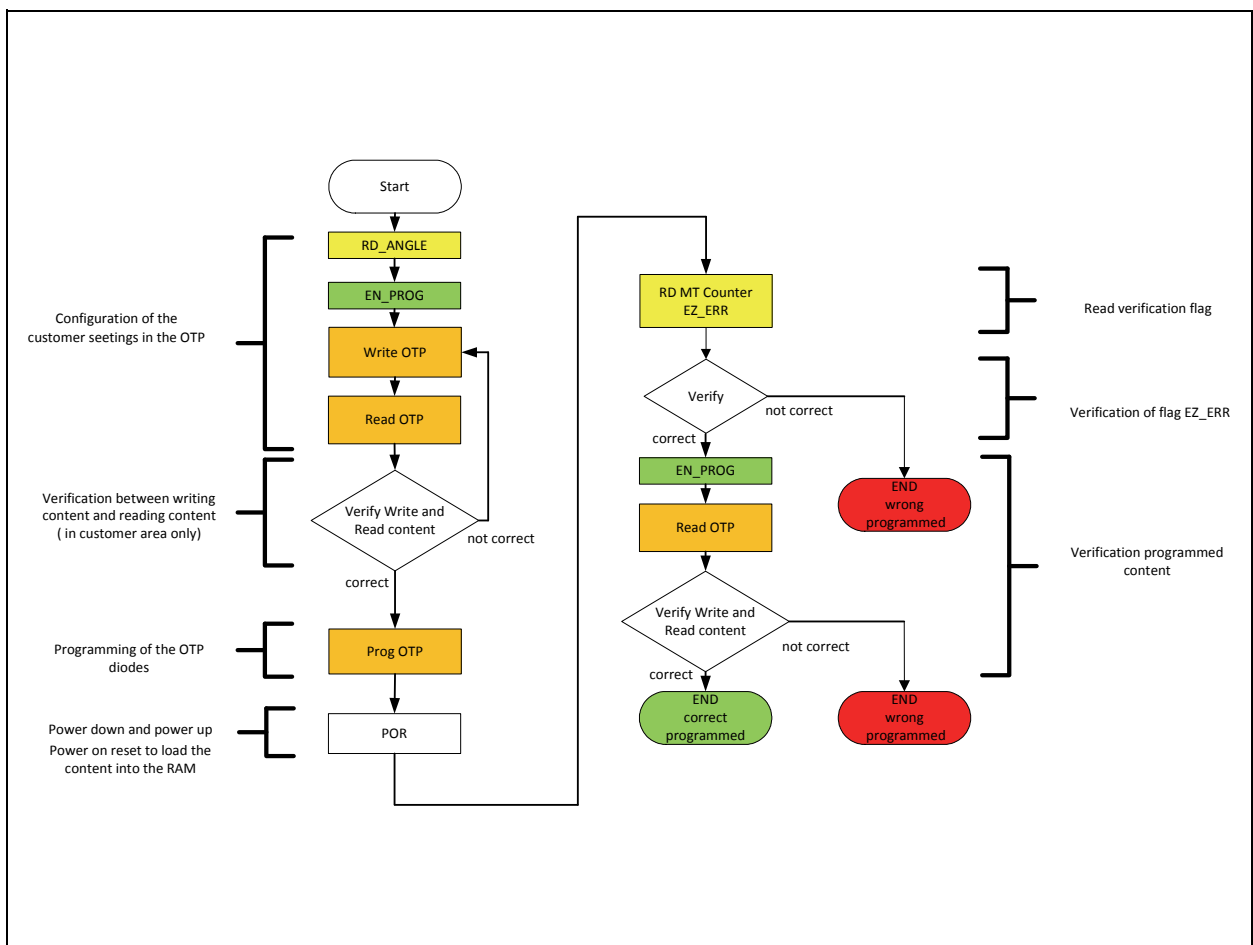 Start
RD_ANGLE
EN_PROG
Configuration of the
customer seetings in the OTP
Write OTP
Read OTP
Verification between writing
content and reading content
( in customer area only)
Verify Write and
Read content
not correct
correct
Programming of the OTP
diodes
Prog OTP
Power down and power up
Power on reset to load the
content into the RAM
POR
RD MT Counter
EZ_ERR
Read verification flag
Verify
not correct
correct
Verification of flag EZ_ERR
EN_PROG
END
wrong
programmed
Read OTP
Verification programmed
content
Verify Write and
Read content
not correct
correct
END
correct
programmed
END
wrong
programmed